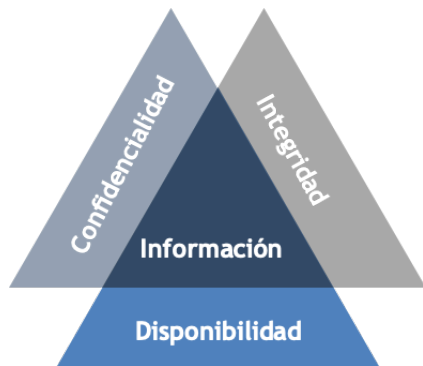 Confidencialidad
Integridad
Información
Disponibilidad